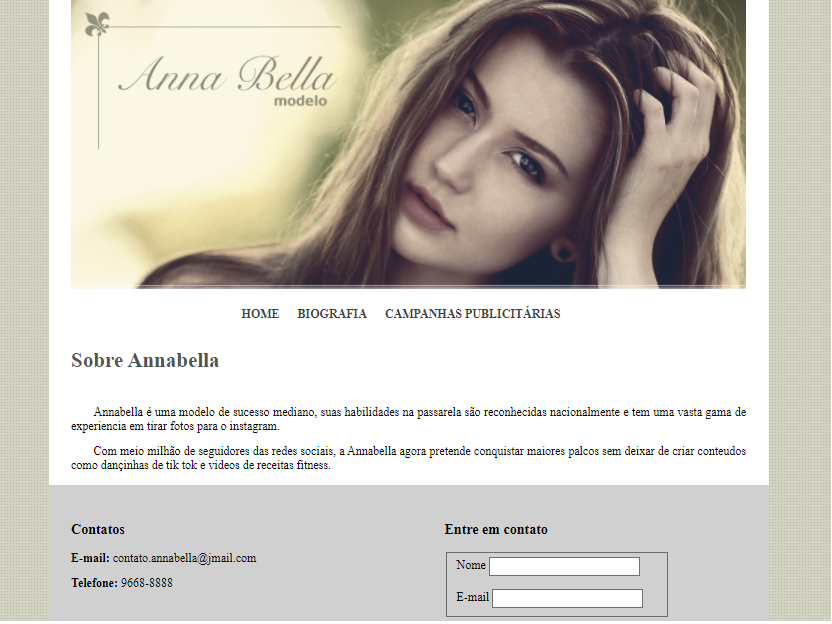 Anna Bella
modelo
HOME BIOGRAFIA CAMPANHAS PUBLICITÁRIAS
Sobre Annabella
Annabella é uma modelo de sucesso mediano, suas habilidades na passarela são reconhecidas nacionalmente e tem uma vasta gama de
experiencia em tirar fotos para o instagram.
Com meio milhão de seguidores das redes sociais, a Annabella agora pretende conquistar maiores palcos sem deixar de criar conteudos
como dançinhas de tik tok e videos de receitas fitness.
Contatos
E-mail: contato.annabella@jmail.com
Telefone: 9668-8888
Entre em contato
Nome
E-mail